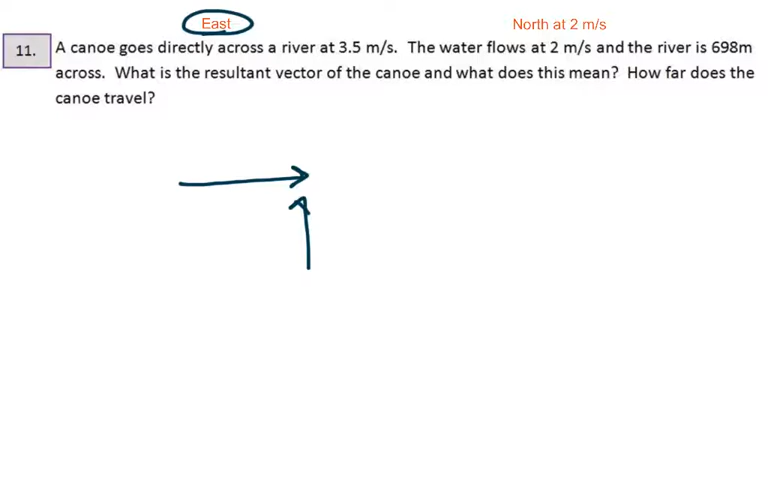 East
North at 2 m/s
11.
A canoe goes directly across a river at 3.5 m/s. The water flows at 2 m/s and the river is 698m
across. What is the resultant vector of the canoe and what does this mean? How far does the
canoe travel?